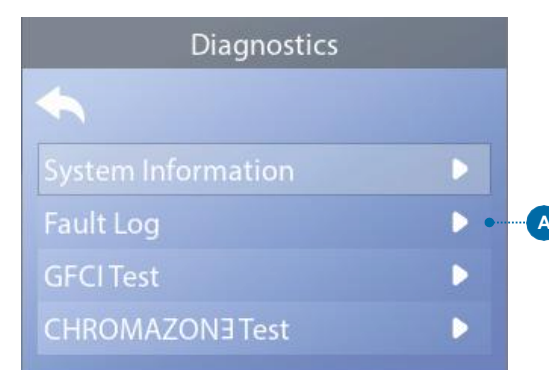 Diagnostics
System Information
Fault Log
A
GFCI Test
CHROMAZONƎ Test